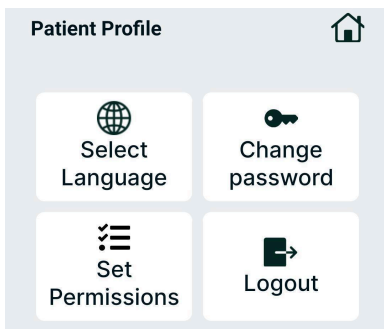 Patient Profile
Select
Language
Change
password
Set
Permissions
Logout